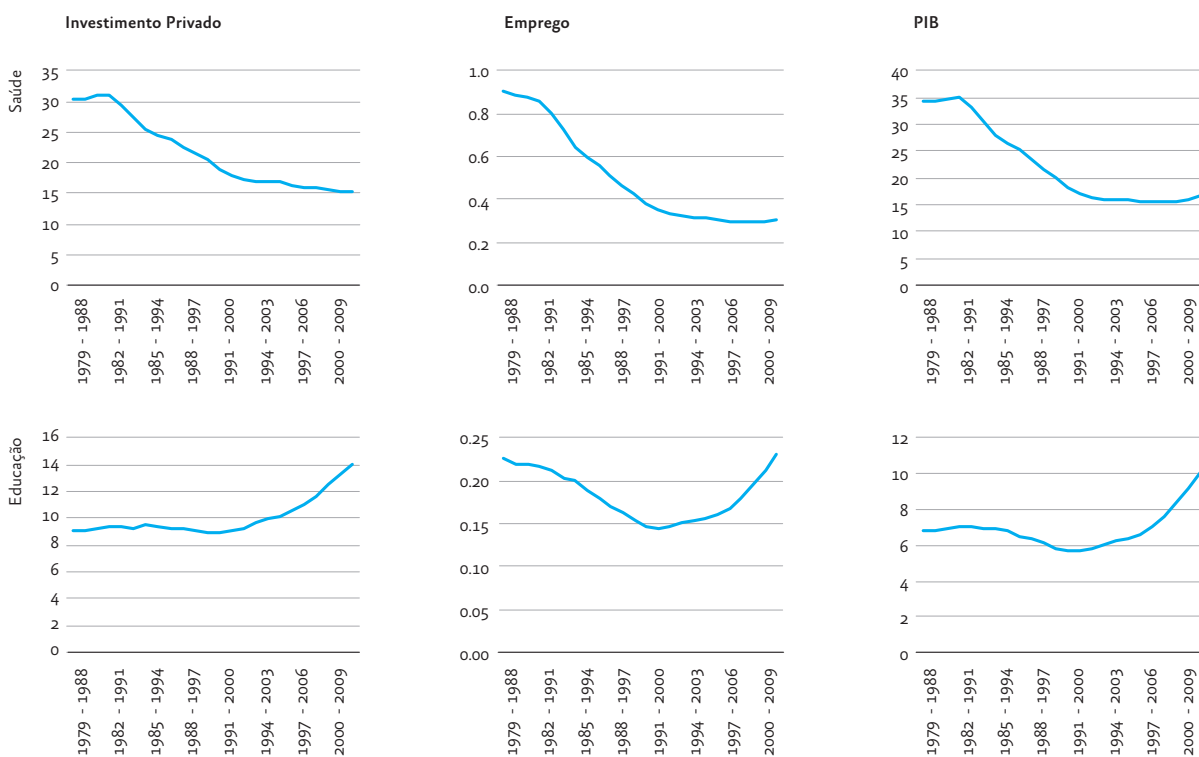 Investimento Privado
Emprego
PIB
Saúde
35
30
25
20
15
10
5
0
1979 - 1988
1982 - 1991
1985 - 1994
1988 - 1997
1991 - 2000
1994 - 2003
1997 - 2006
2000 - 2009
1.0
0.8
0.6
0.4
0.2
0.0
1979 - 1988
1982 - 1991
1985 - 1994
1988 - 1997
1991 - 2000
1994 - 2003
1997 - 2006
2000 - 2009
40
35
30
25
20
15
10
5
0
1979 - 1988
1982 - 1991
1985 - 1994
1988 - 1997
1991 - 2000
1994 - 2003
1997 - 2006
2000 - 2009
Educação
16
14
12
10
8
6
4
2
0
1979 - 1988
1982 - 1991
1985 - 1994
1988 - 1997
1991 - 2000
1994 - 2003
1997 - 2006
2000 - 2009
0.25
0.20
0.15
0.10
0.05
0.00
1979 - 1988
1982 - 1991
1985 - 1994
1988 - 1997
1991 - 2000
1994 - 2003
1997 - 2006
2000 - 2009
12
10
8
6
4
2
0
1979 - 1988
1982 - 1991
1985 - 1994
1988 - 1997
1991 - 2000
1994 - 2003
1997 - 2006
2000 - 2009